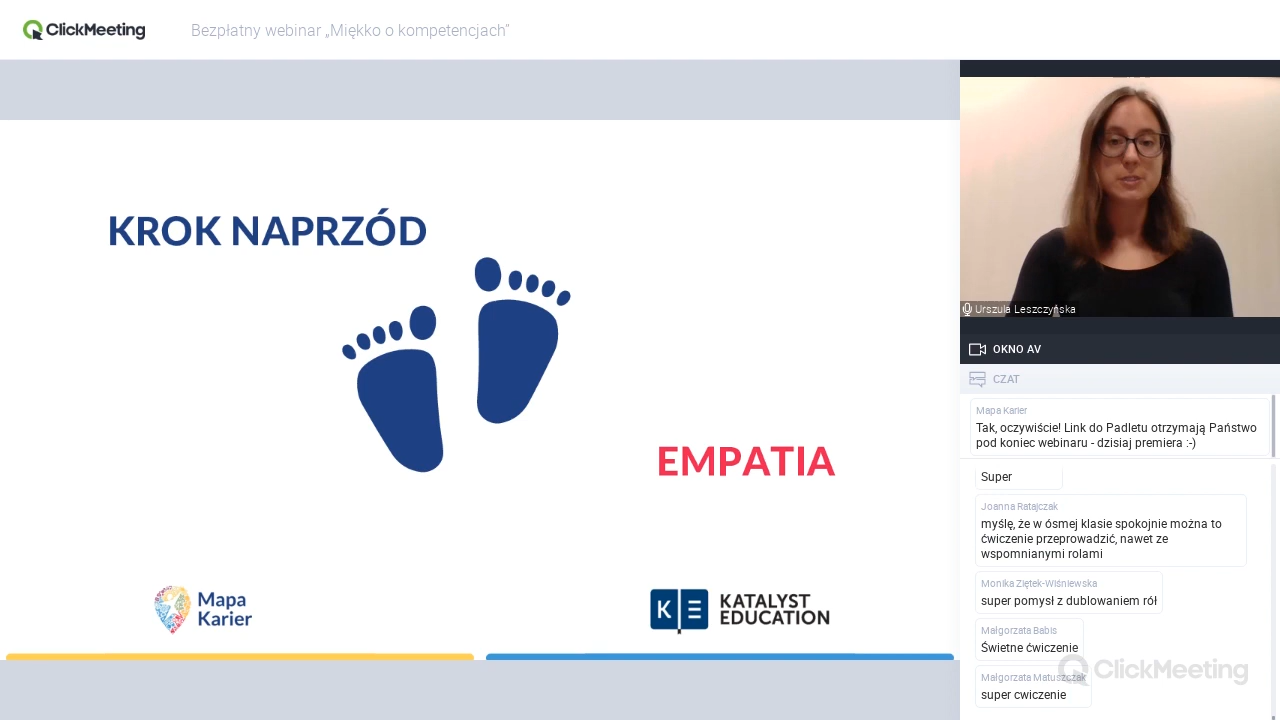 ClickMeeting
Bezpłatny webinar „Miękko o kompetencjach”
KROK NAPRZÓD
EMPATIA
Mapa
Karier
K E
KATALYST
EDUCATION
Urszula Leszczyńska
OKNO AV
CZAT
Mapa Karier
Tak, oczywiście! Link do Padletu otrzymają Państwo
pod koniec webinaru - dzisiaj premiera :-)
Super
Joanna Ratajczak
myślę, że w ósmej klasie spokojnie można to
ćwiczenie przeprowadzić, nawet ze
wspomnianymi rolami
Monika Ziętek-Wiśniewska
super pomysł z dublowaniem rół
Małgorzata Babis
Świetne ćwiczenie
Małgorzata Matuszczak
super cwiczenie
ClickMeeting